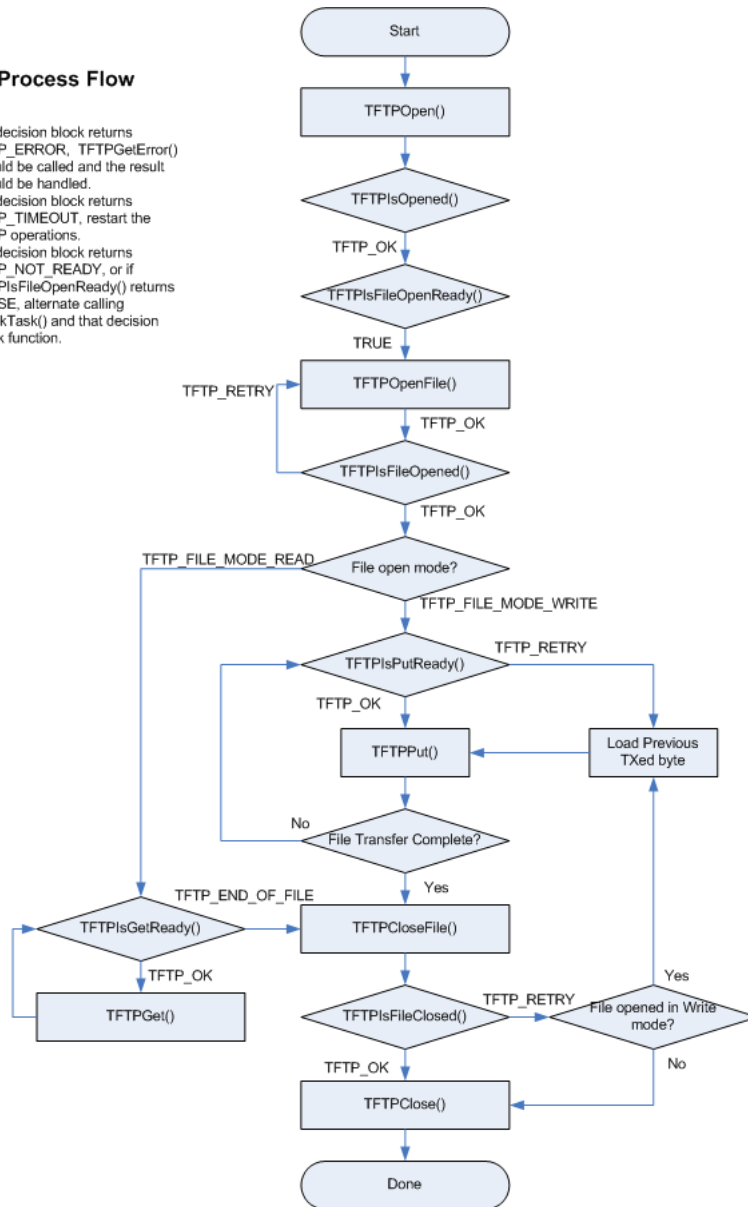 Start
Process Flow
TFTPOpen()
decision block returns
P_ERROR, TFTPGetError()
uld be called and the result
uld be handled.
decision block returns
P_TIMEOUT, restart the
P operations.
decision block returns
P_NOT_READY, or if
PIsFileOpenReady() returns
SE, alternate calling
kTask() and that decision
k function.
TFTPIsOpened()
TFTP_OK
TFTPIsFileOpenReady()
TRUE
TFTP_RETRY
TFTPOpenFile()
TFTP_OK
TFTPIsFileOpened()
TFTP_OK
TFTP_FILE_MODE_READ
File open mode?
TFTP_FILE_MODE_WRITE
TFTPIsPutReady()
TFTP_RETRY
TFTP_OK
TFTPPut()
Load Previous
TXed byte
No
File Transfer Complete?
Yes
TFTP_END_OF_FILE
TFTPIsGetReady()
TFTPCloseFile()
TFTP_OK
TFTPGet()
TFTPIsFileClosed()
TFTP_RETRY
Yes
File opened in Write
mode?
No
TFTP_OK
TFTPClose()
Done